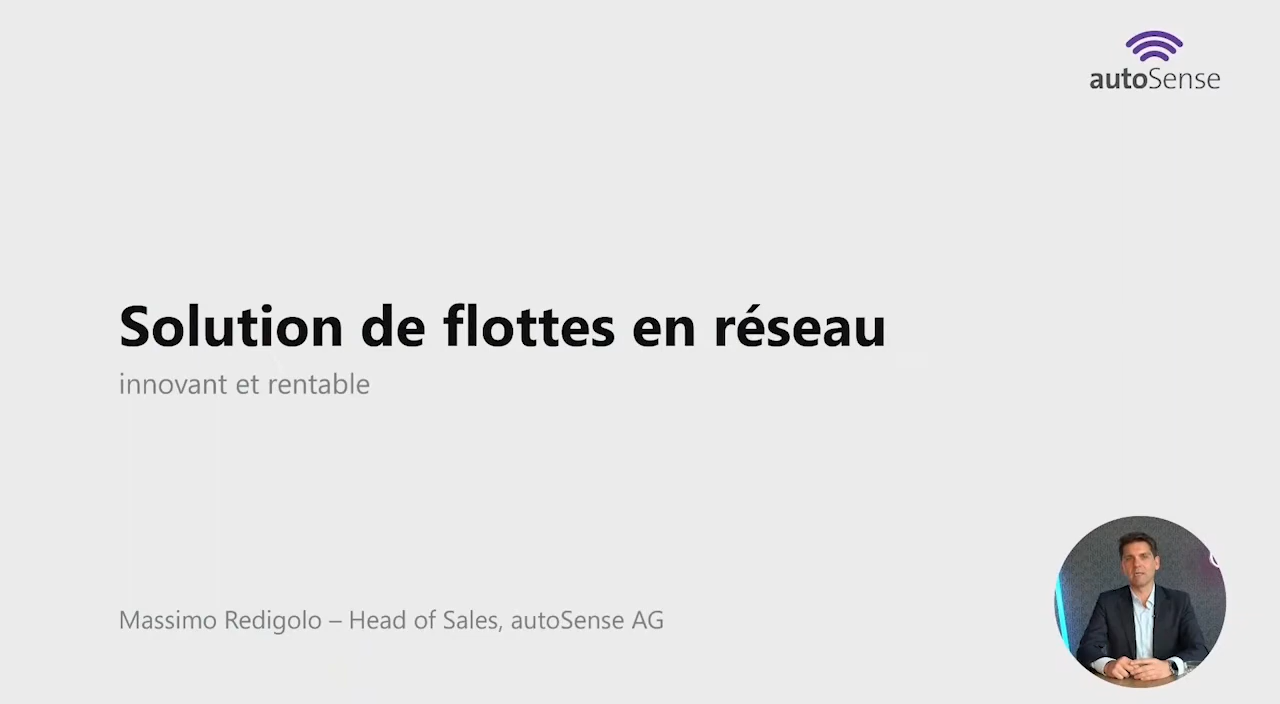 autoSense
Solution de flottes en réseau
innovant et rentable
Massimo Redigolo – Head of Sales, autoSense AG